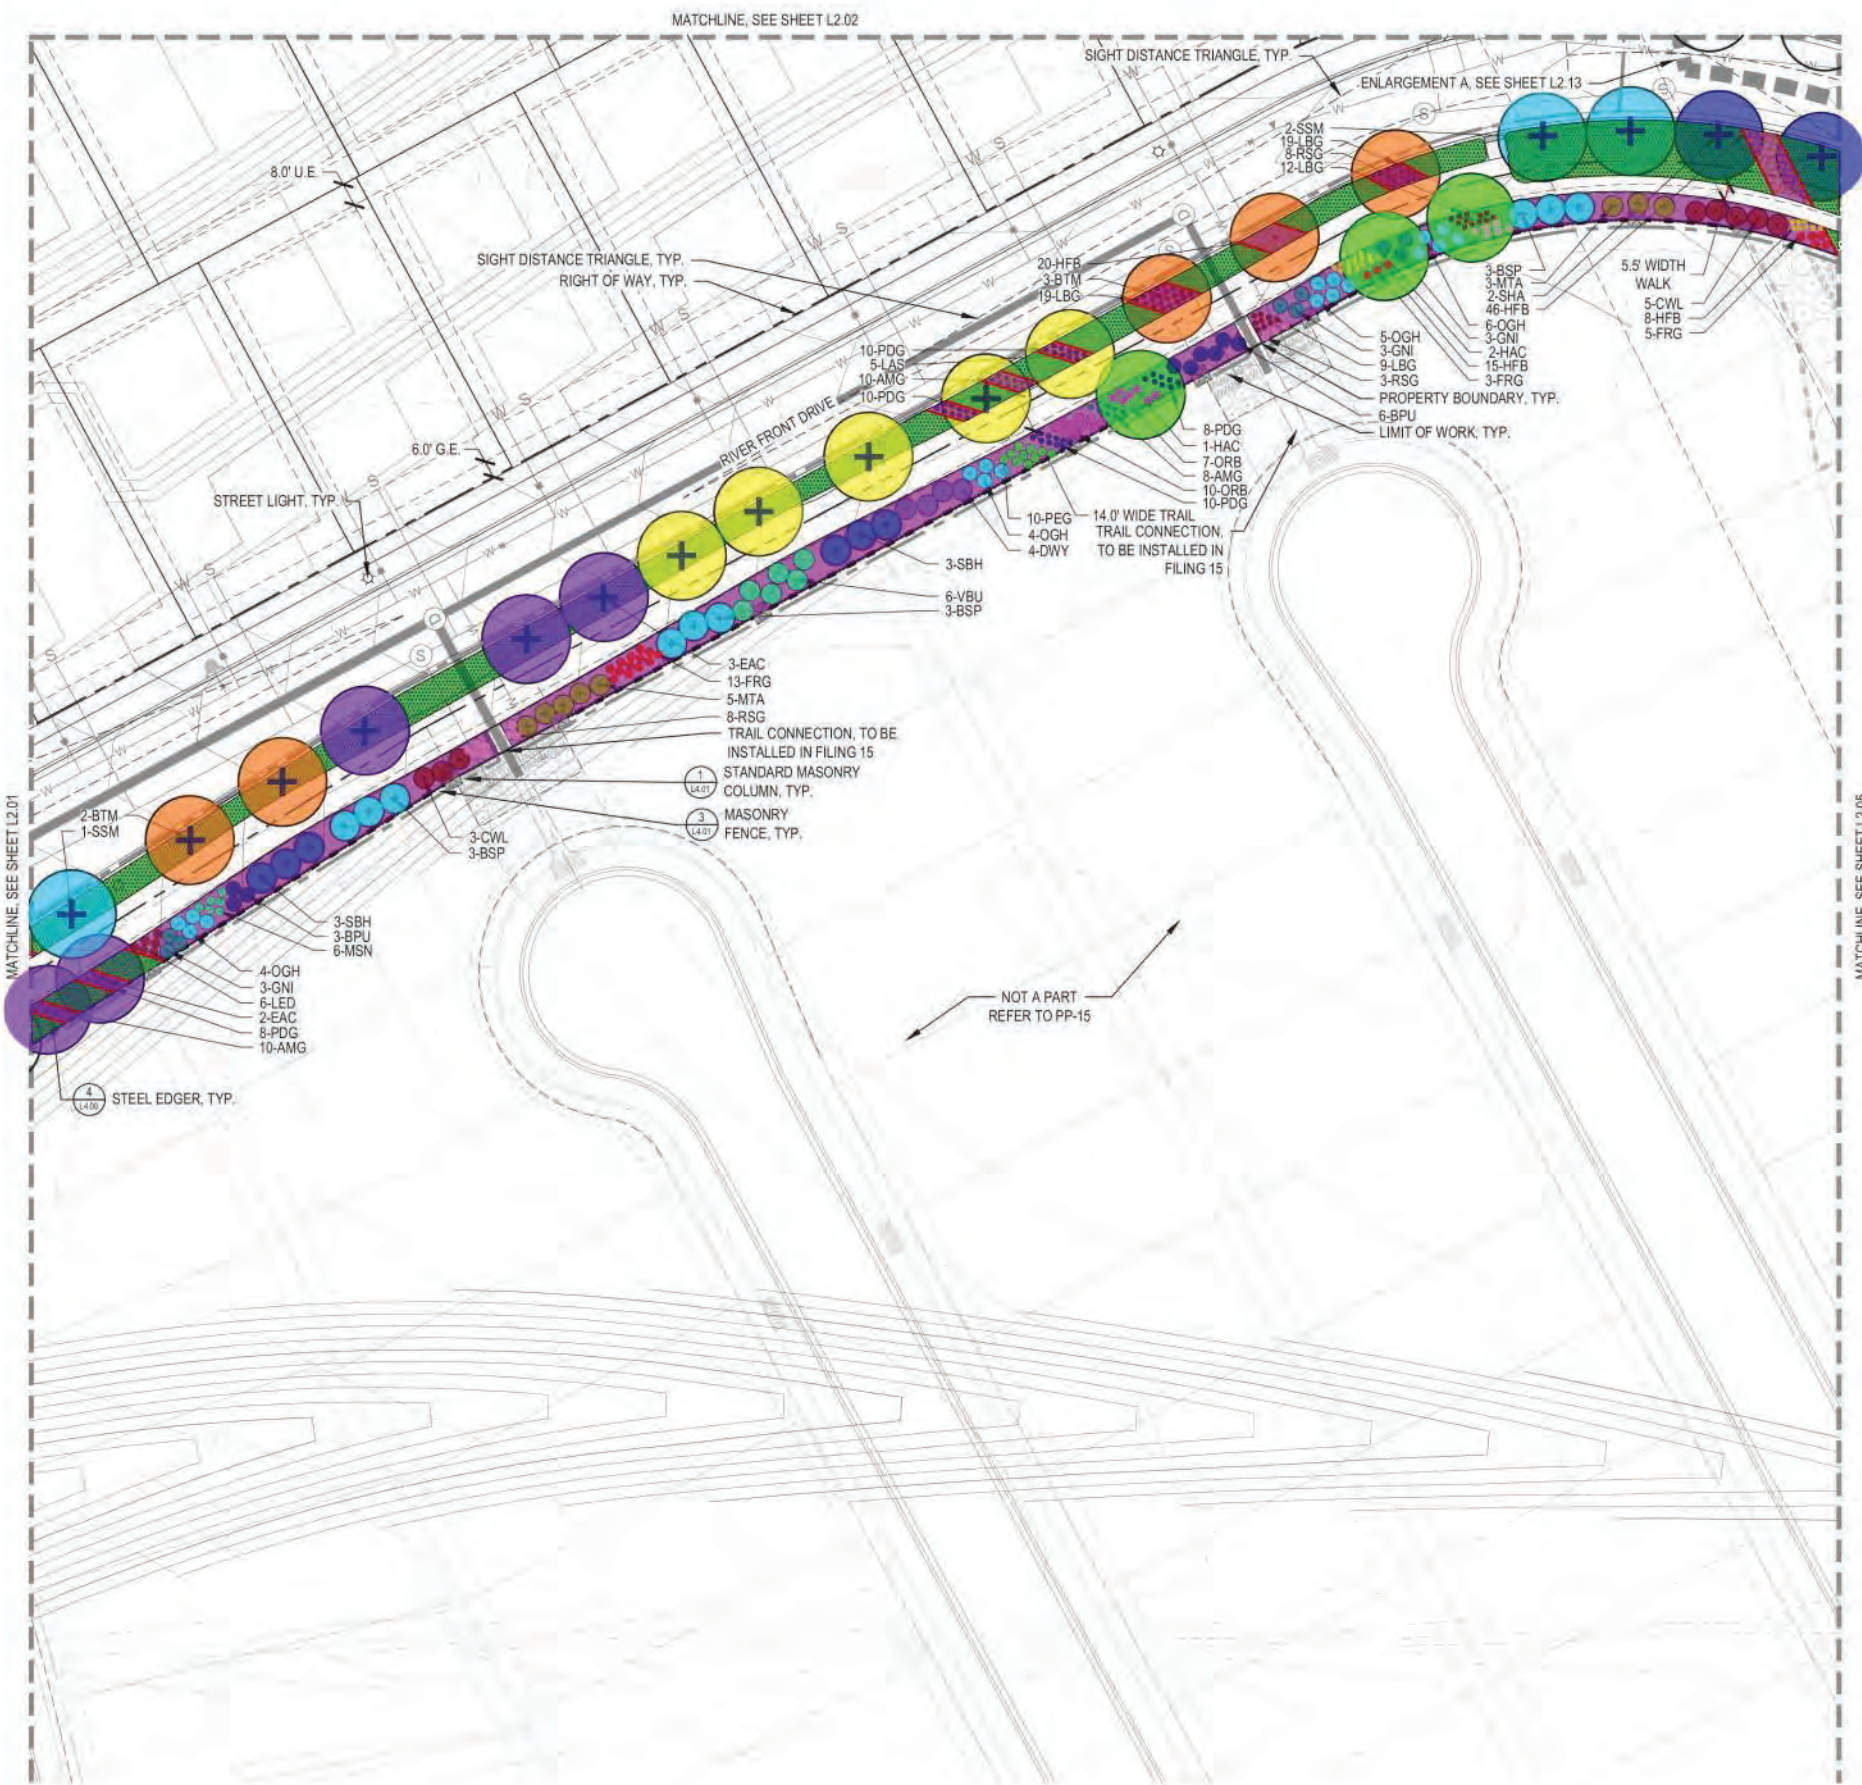 MATCHLINE, SEE SHEET L2.02
SIGHT DISTANCE TRIANGLE, TYP.
ENLARGEMENT A, SEE SHEET L2.13
8.0' U.E.
2-SSM
19-LBG
8-RSG
12-LBG
SIGHT DISTANCE TRIANGLE, TYP.
RIGHT OF WAY, TYP.
20-HFB
3-BTM
19-LBG
3-BSP
3-MTA
2-SHA
46-HFB
5.5' WIDTH
WALK
5-CWL
8-HFB
5-FRG
6-OGH
3-GNI
2-HAC
15-HFB
3-FRG
5-OGH
3-GNI
9-LBG
3-RSG
PROPERTY BOUNDARY, TYP.
6-BPU
LIMIT OF WORK, TYP.
10-PDG
5-LAS
10-AMG
10-PDG
RIVER FRONT DRIVE
6.0' G.E.
STREET LIGHT, TYP.
8-PDG
1-HAC
7-ORB
8-AMG
10-ORB
10-PDG
14.0' WIDE TRAIL
TRAIL CONNECTION,
TO BE INSTALLED IN
FILING 15
10-PEG
4-OGH
4-DWY
3-SBH
6-VBU
3-BSP
D
D
S
S
S
S
3-EAC
13-FRG
5-MTA
8-RSG
TRAIL CONNECTION, TO BE
INSTALLED IN FILING 15
1
L4.01
STANDARD MASONRY
COLUMN, TYP.
3
L4.01
MASONRY
FENCE, TYP.
2-BTM
1-SSM
3-CWL
3-BSP
3-SBH
3-BPU
6-MSN
4-OGH
3-GNI
6-LED
2-EAC
8-PDG
10-AMG
4
L4.00
STEEL EDGER, TYP.
NOT A PART
REFER TO PP-15
MATCHLINE, SEE SHEET L2.01
MATCHLINE, SEE SHEET L2.05